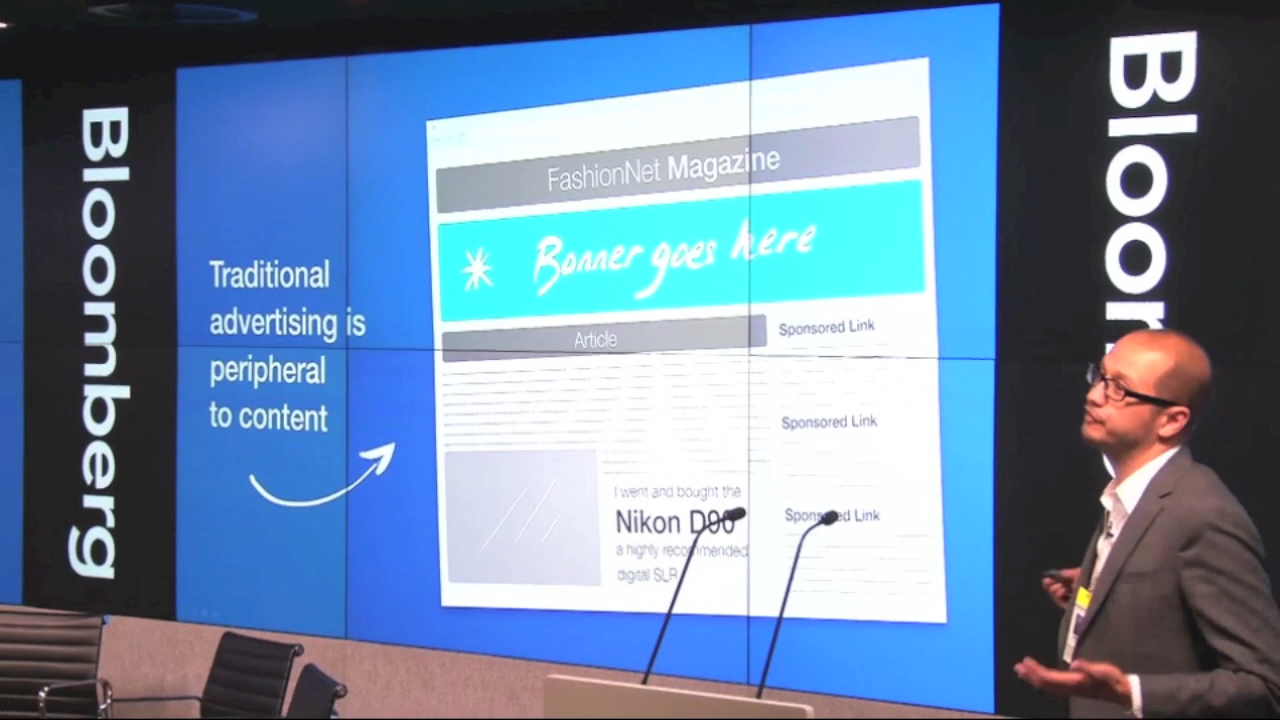 Bloomberg
Traditional
advertising is
peripheral
to content
FashionNet Magazine
Banner goes here
Article
Sponsored Link
Sponsored Link
Sponsored Link
I went and bought the
Nikon D90
a highly recommended
digital SLR
Bloom